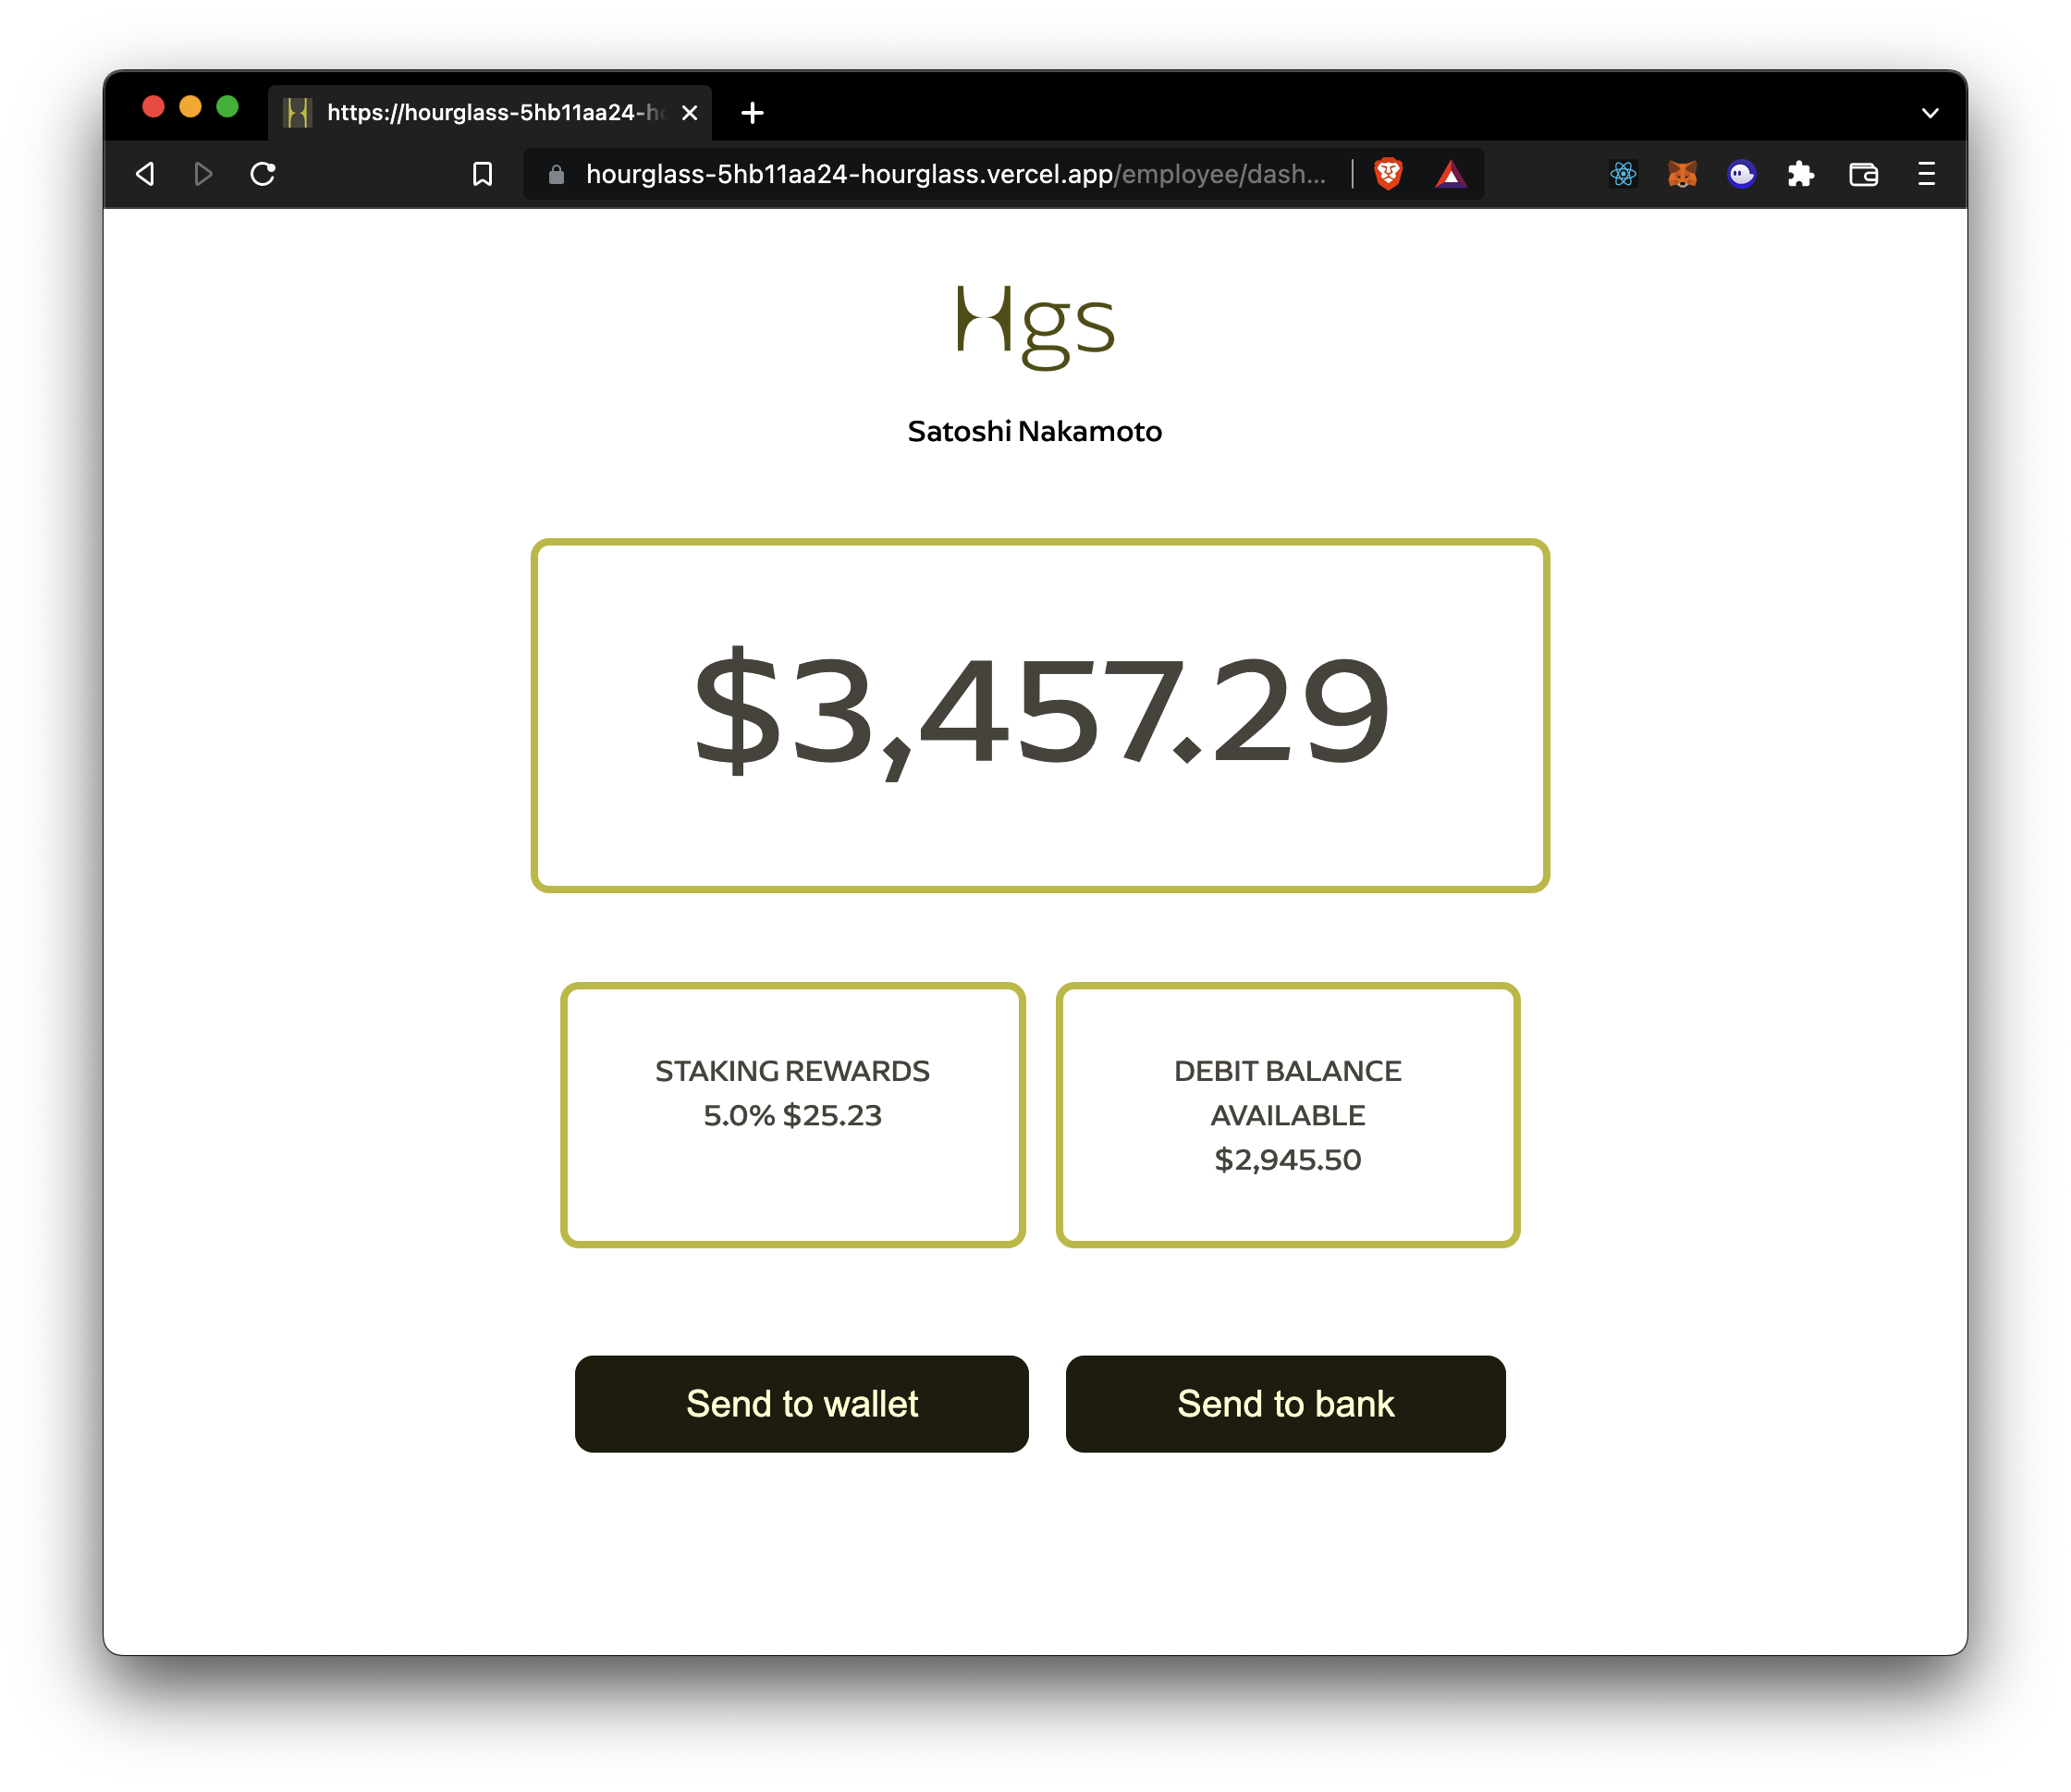 https://hourglass-5hb11aa24-h
hourglass-5hb11aa24-hourglass.vercel.app/employee/dash...
Hgs
Satoshi Nakamoto
$3,457.29
STAKING REWARDS
5.0% $25.23
DEBIT BALANCE
AVAILABLE
$2,945.50
Send to wallet
Send to bank